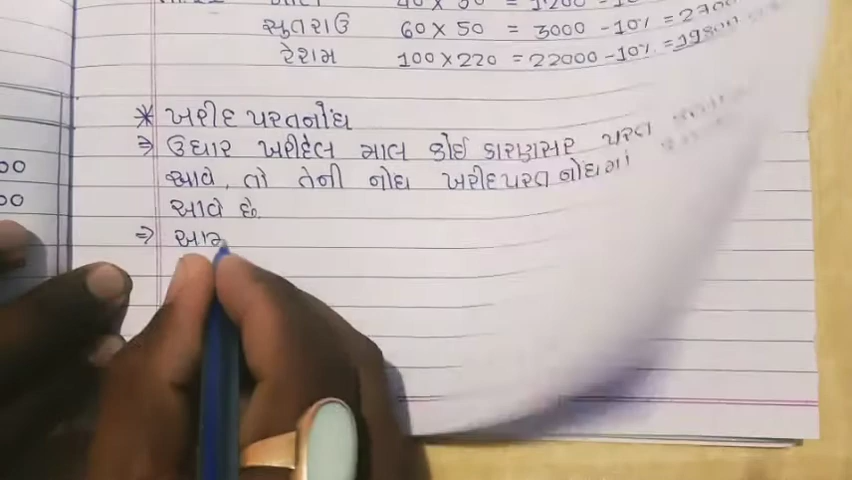 સુતરાઉ 60 × 50 = 3000 - 10% = 2700
રેશમ 100 × 220 = 22000 - 10% = 19800
* ખરીદ પરતનોંધ
⇒ ઉધાર ખરીદેલ માલ કોઈ કારણસર પરત
આવે, તો તેની નોંધ ખરીદપરત નોંધમાં
આવે છે.
⇒ આમ
00
00